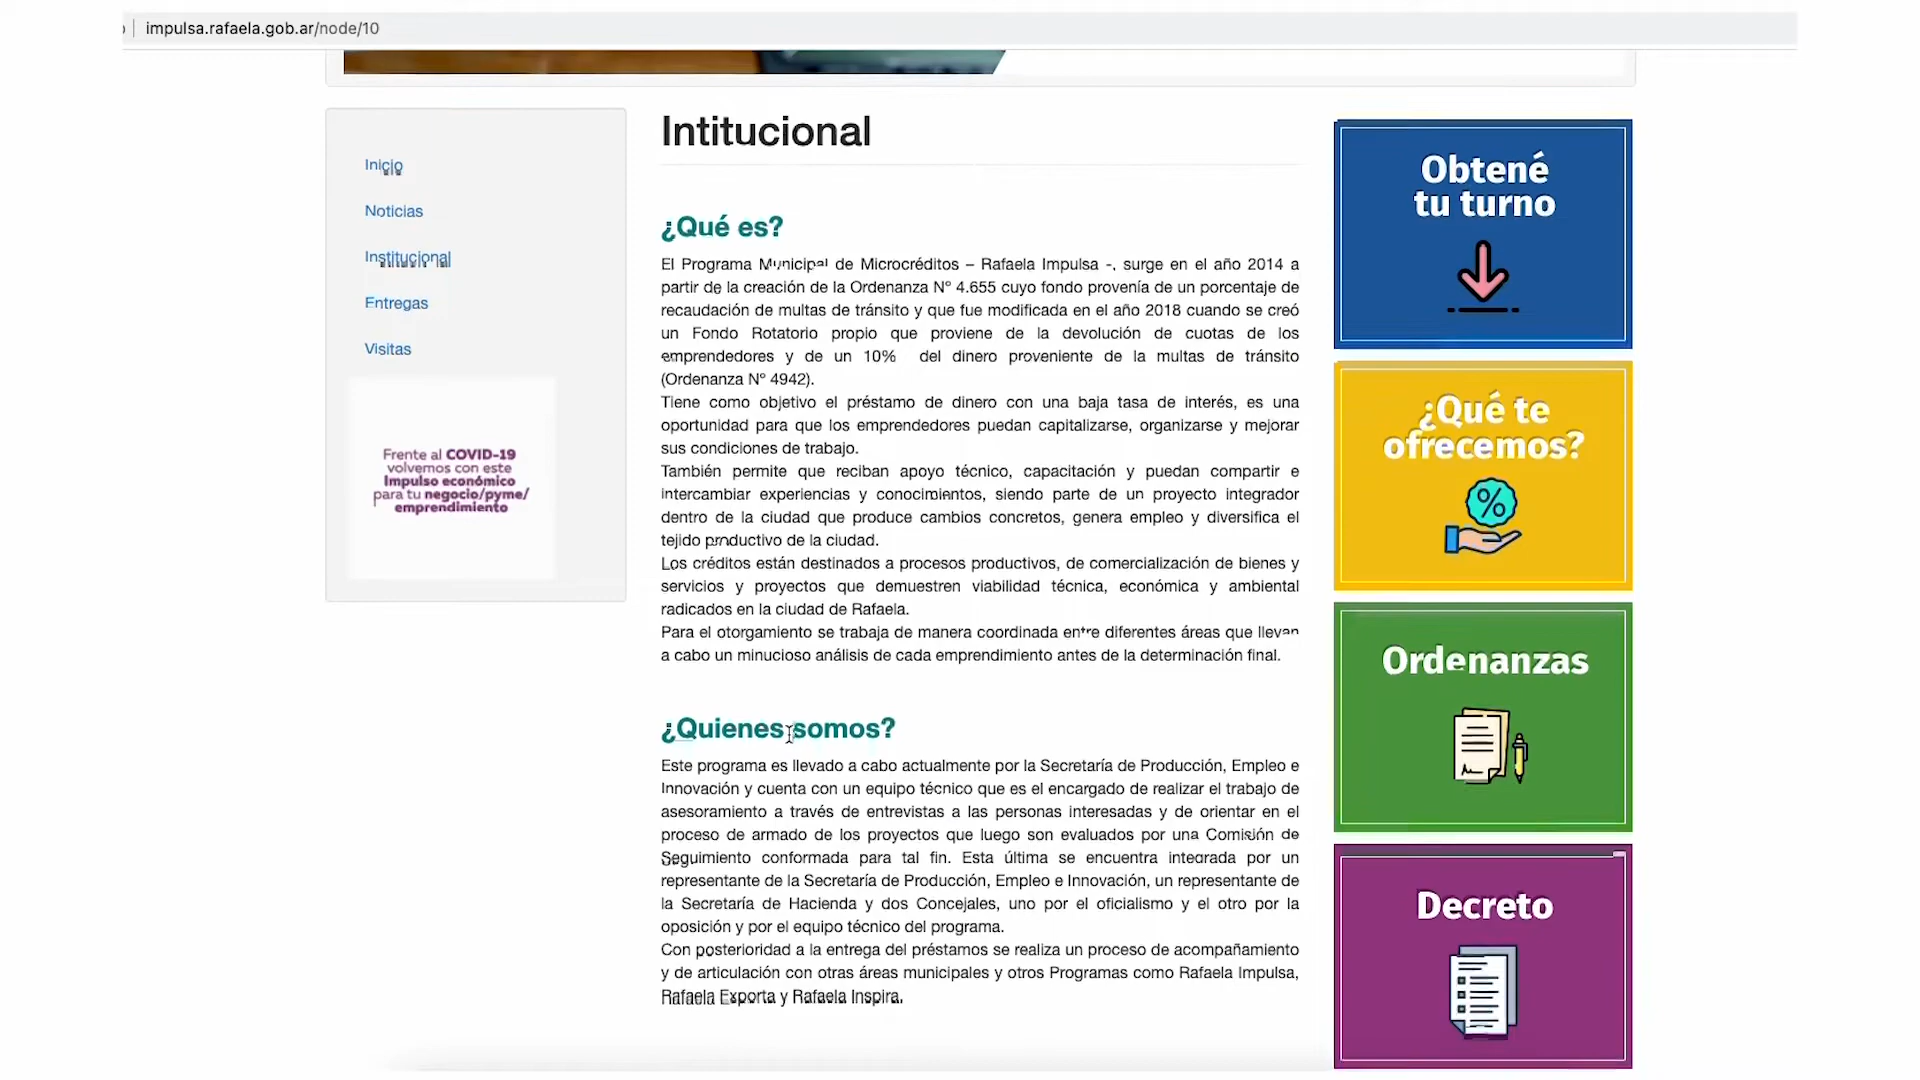 impulsa.rafaela.gob.ar/node/10
Inicio
Noticias
Institucional
Entregas
Visitas
Frente al COVID-19
volvemos con este
Impulso económico
para tu negocio/pyme/
emprendimiento
Intitucional
¿Qué es?
El Programa Municipal de Microcréditos – Rafaela Impulsa -, surge en el año 2014 a
partir de la creación de la Ordenanza Nº 4.655 cuyo fondo provenía de un porcentaje de
recaudación de multas de tránsito y que fue modificada en el año 2018 cuando se creó
un Fondo Rotatorio propio que proviene de la devolución de cuotas de los
emprendedores y de un 10% del dinero proveniente de la multas de tránsito
(Ordenanza Nº 4942).
Tiene como objetivo el préstamo de dinero con una baja tasa de interés, es una
oportunidad para que los emprendedores puedan capitalizarse, organizarse y mejorar
sus condiciones de trabajo.
También permite que reciban apoyo técnico, capacitación y puedan compartir e
intercambiar experiencias y conocimientos, siendo parte de un proyecto integrador
dentro de la ciudad que produce cambios concretos, genera empleo y diversifica el
tejido productivo de la ciudad.
Los créditos están destinados a procesos productivos, de comercialización de bienes y
servicios y proyectos que demuestren viabilidad técnica, económica y ambiental
radicados en la ciudad de Rafaela.
Para el otorgamiento se trabaja de manera coordinada entre diferentes áreas que llevan
a cabo un minucioso análisis de cada emprendimiento antes de la determinación final.
¿Quienes somos?
Este programa es llevado a cabo actualmente por la Secretaría de Producción, Empleo e
Innovación y cuenta con un equipo técnico que es el encargado de realizar el trabajo de
asesoramiento a través de entrevistas a las personas interesadas y de orientar en el
proceso de armado de los proyectos que luego son evaluados por una Comisión de
Seguimiento conformada para tal fin. Esta última se encuentra integrada por un
representante de la Secretaría de Producción, Empleo e Innovación, un representante de
la Secretaría de Hacienda y dos Concejales, uno por el oficialismo y el otro por la
oposición y por el equipo técnico del programa.
Con posterioridad a la entrega del préstamos se realiza un proceso de acompañamiento
y de articulación con otras áreas municipales y otros Programas como Rafaela Impulsa,
Rafaela Exporta y Rafaela Inspira.
Obtené
tu turno
¿Qué te
ofrecemos?
%
Ordenanzas
Decreto